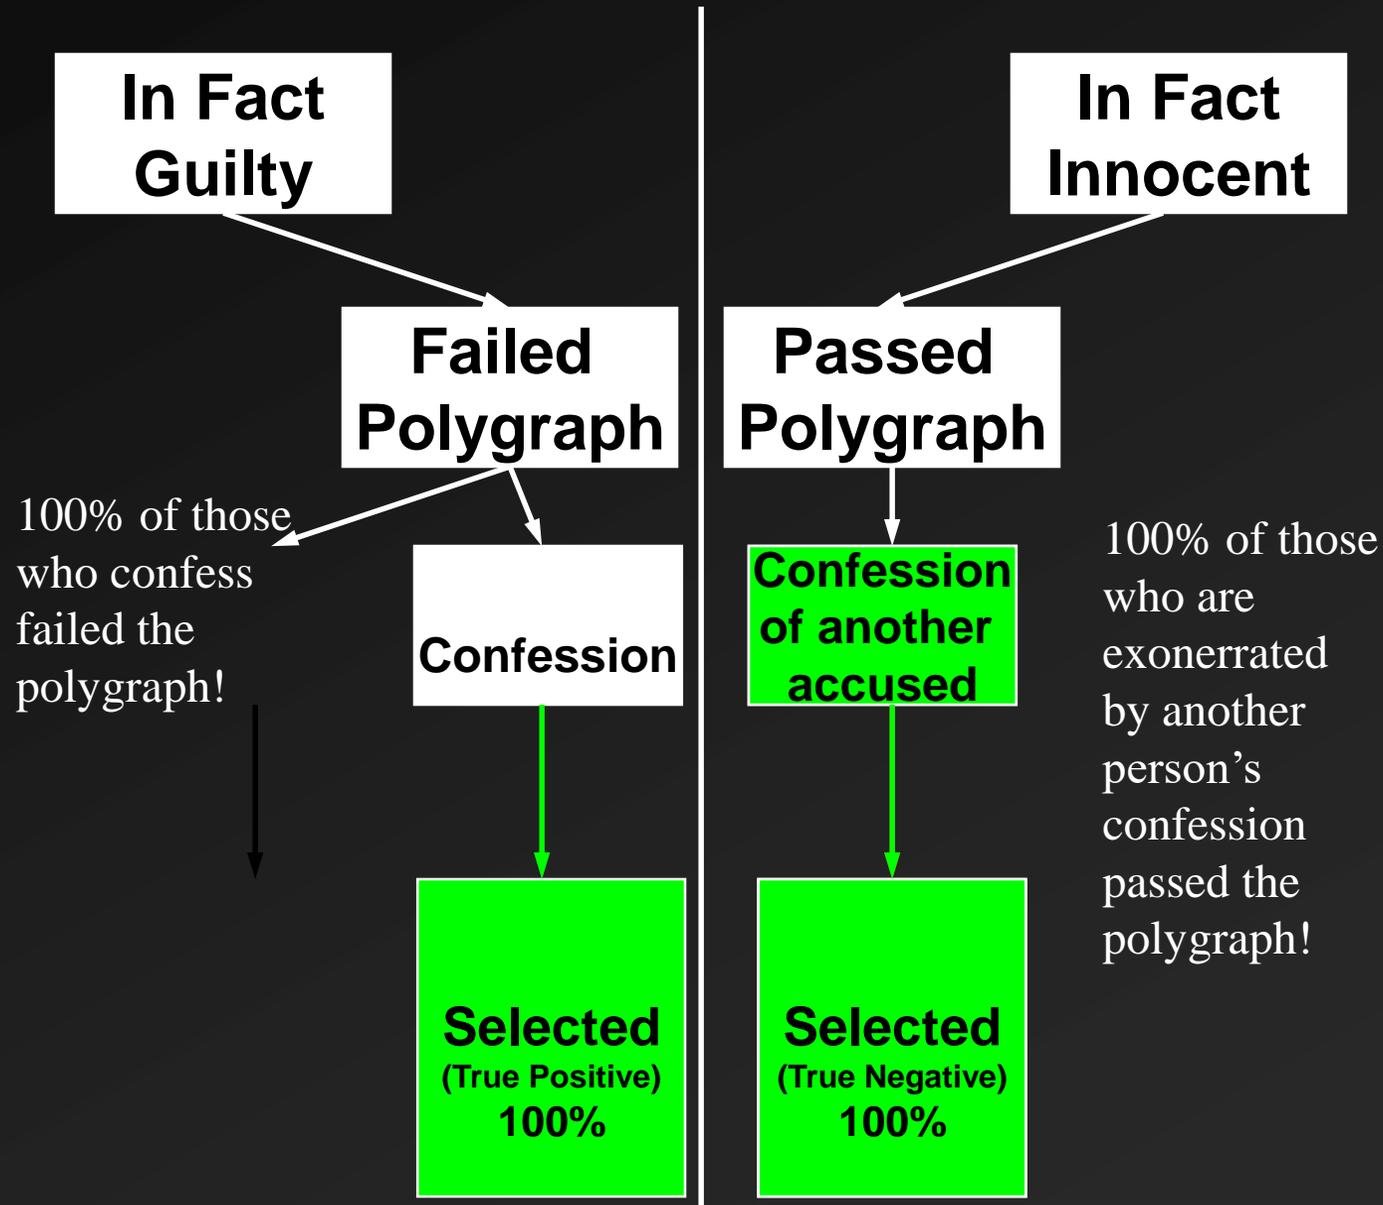 In Fact
Guilty
In Fact
Innocent
Failed
Polygraph
Passed
Polygraph
100% of those
who confess
failed the
polygraph!
Confession
Confession
of another
accused
100% of those
who are
exonerrated
by another
person’s
confession
passed the
polygraph!
Selected
(True Positive)
100%
Selected
(True Negative)
100%